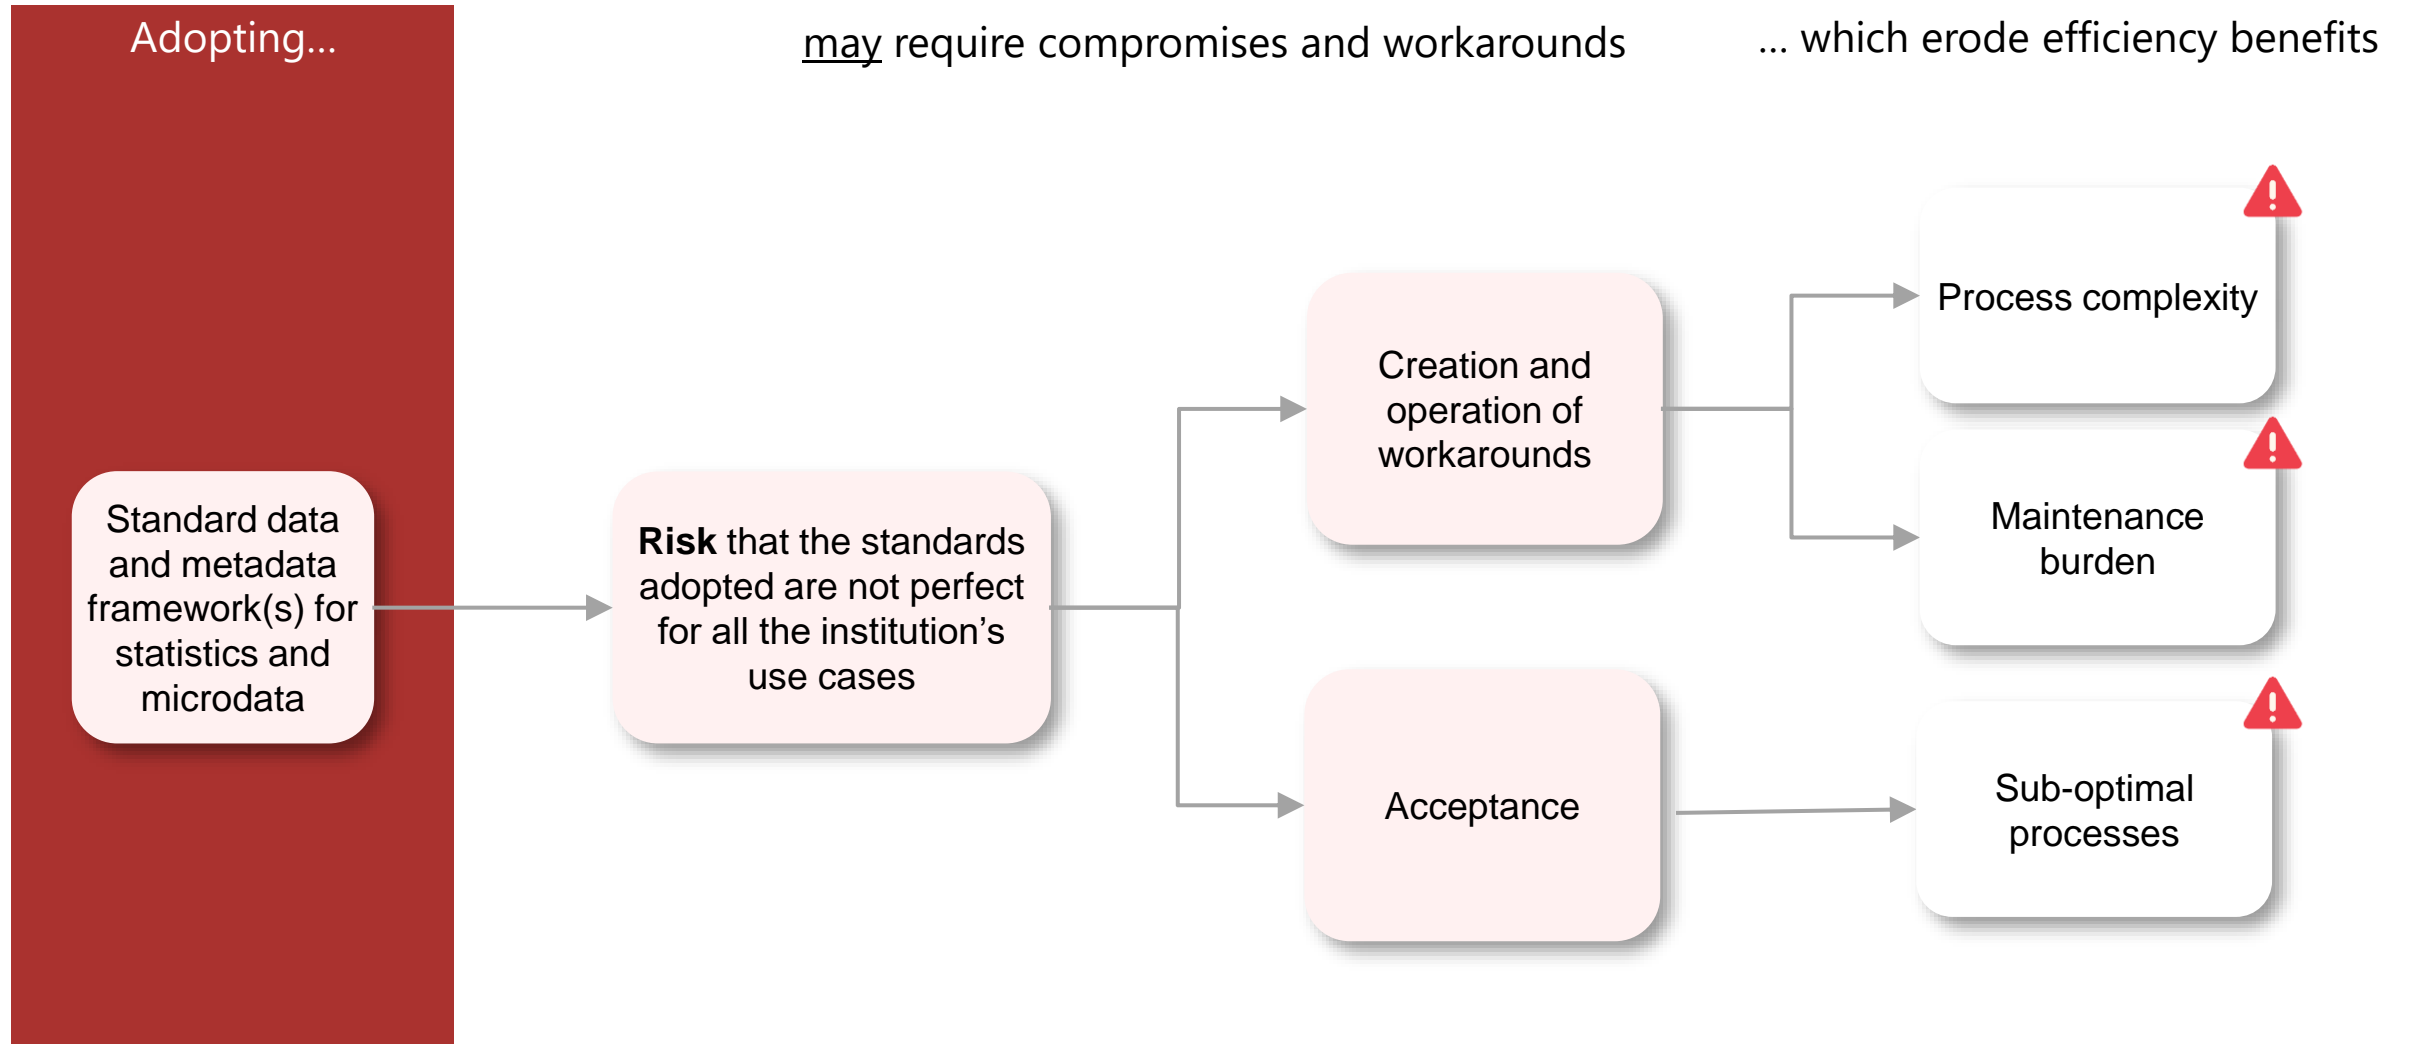 Adopting...
may require compromises and workarounds
... which erode efficiency benefits
Standard data
and metadata
framework(s) for
statistics and
microdata
Risk that the standards
adopted are not perfect
for all the institution’s
use cases
Creation and
operation of
workarounds
Acceptance
Process complexity
Maintenance
burden
Sub-optimal
processes